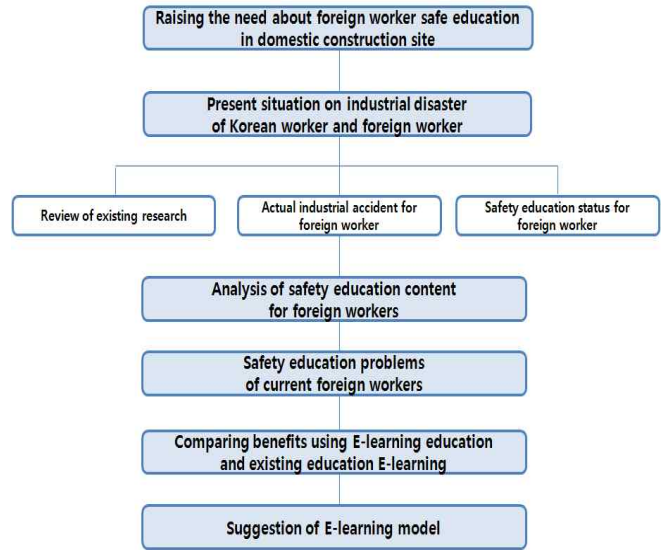 Raising the need about foreign worker safe education
in domestic construction site
Present situation on industrial disaster
of Korean worker and foreign worker
Review of existing research
Actual industrial accident for
foreign worker
Safety education status for
foreign worker
Analysis of safety education content
for foreign workers
Safety education problems
of current foreign workers
Comparing benefits using E-learning education
and existing education E-learning
Suggestion of E-learning model